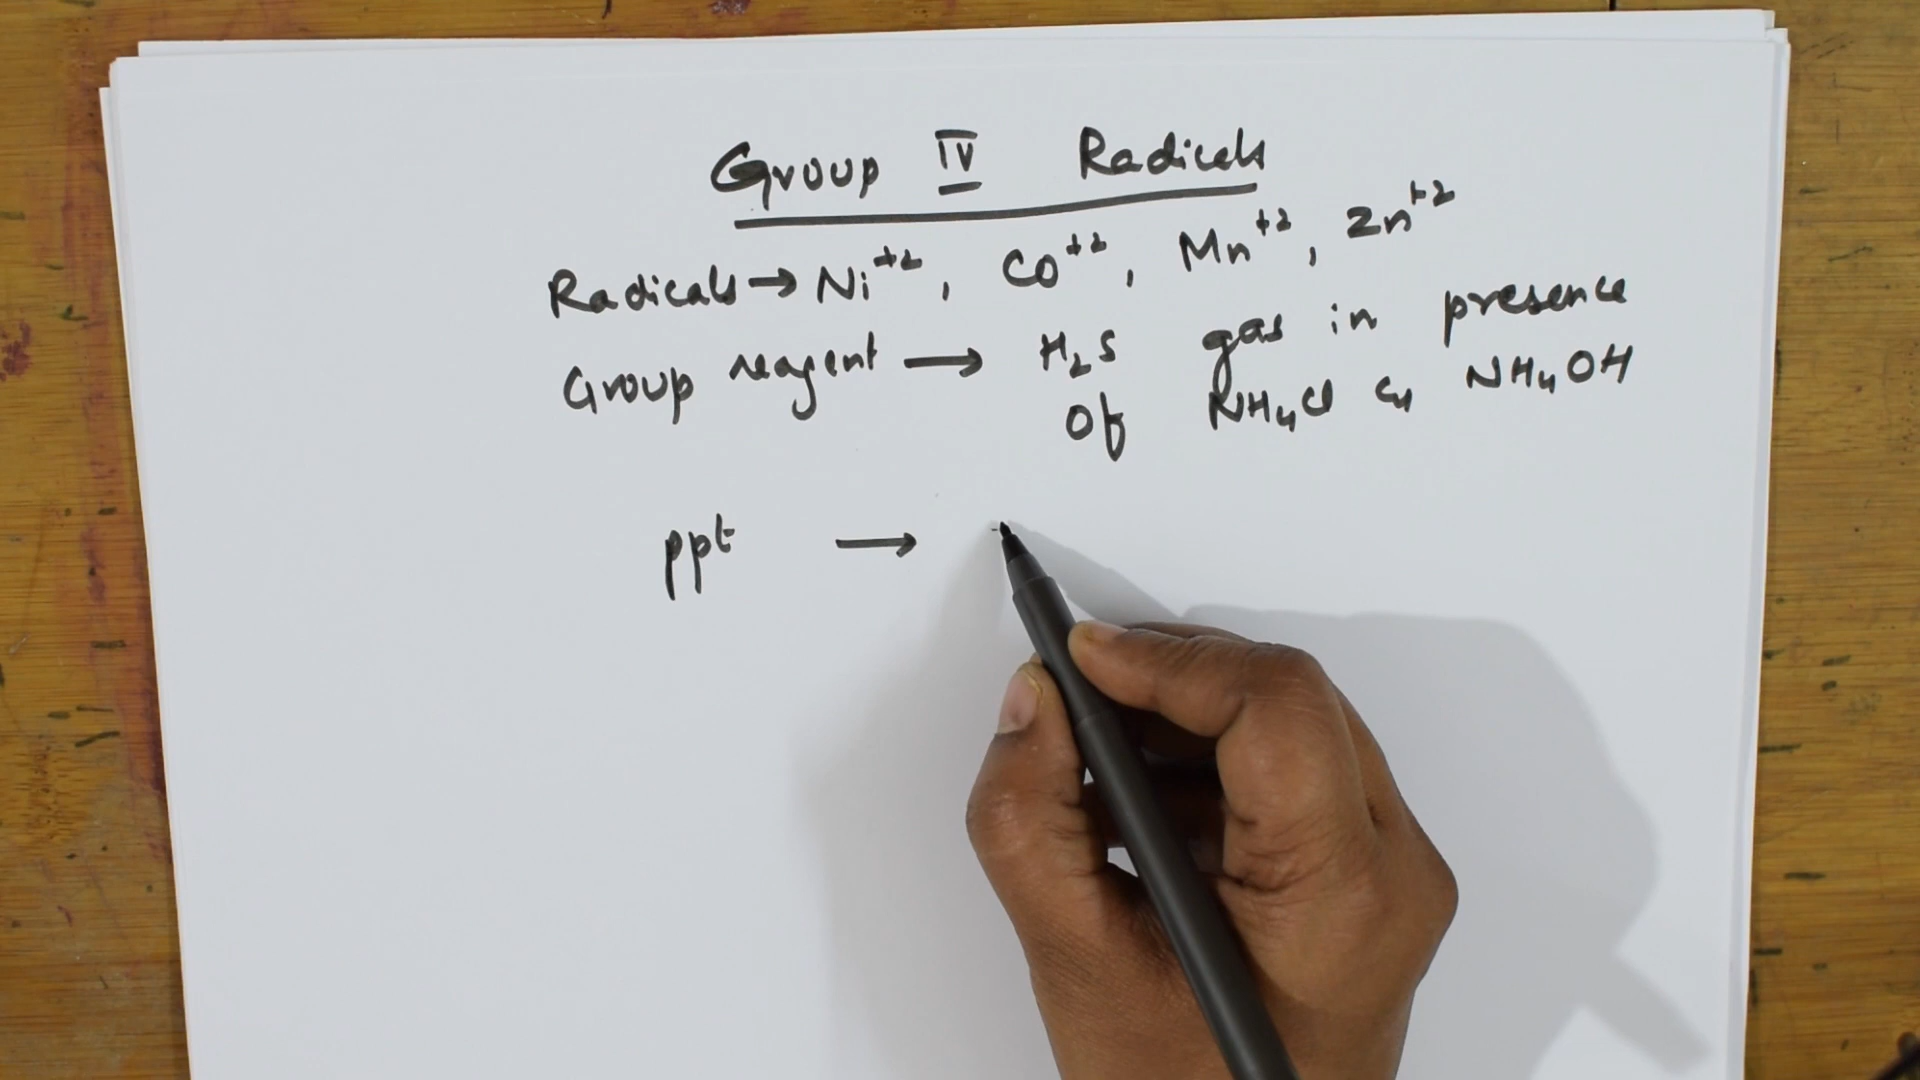 Group IV Radicals
Radicals → Ni⁺², Co⁺², Mn⁺², Zn⁺²
Group reagent → H₂S gas in presence
of NH₄Cl & NH₄OH
ppt →